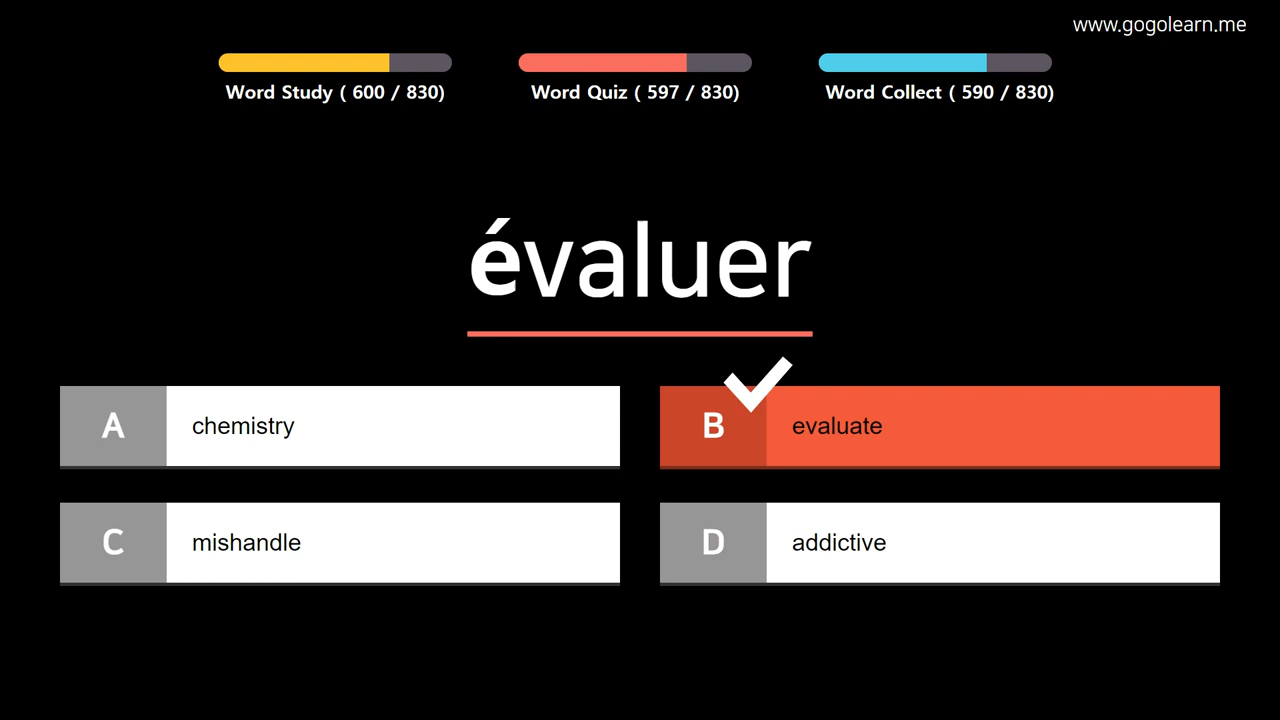 www.gogolearn.me
Word Study ( 600 / 830)
Word Quiz ( 597 / 830)
Word Collect ( 590 / 830)
évaluer
A chemistry
B evaluate
C mishandle
D addictive